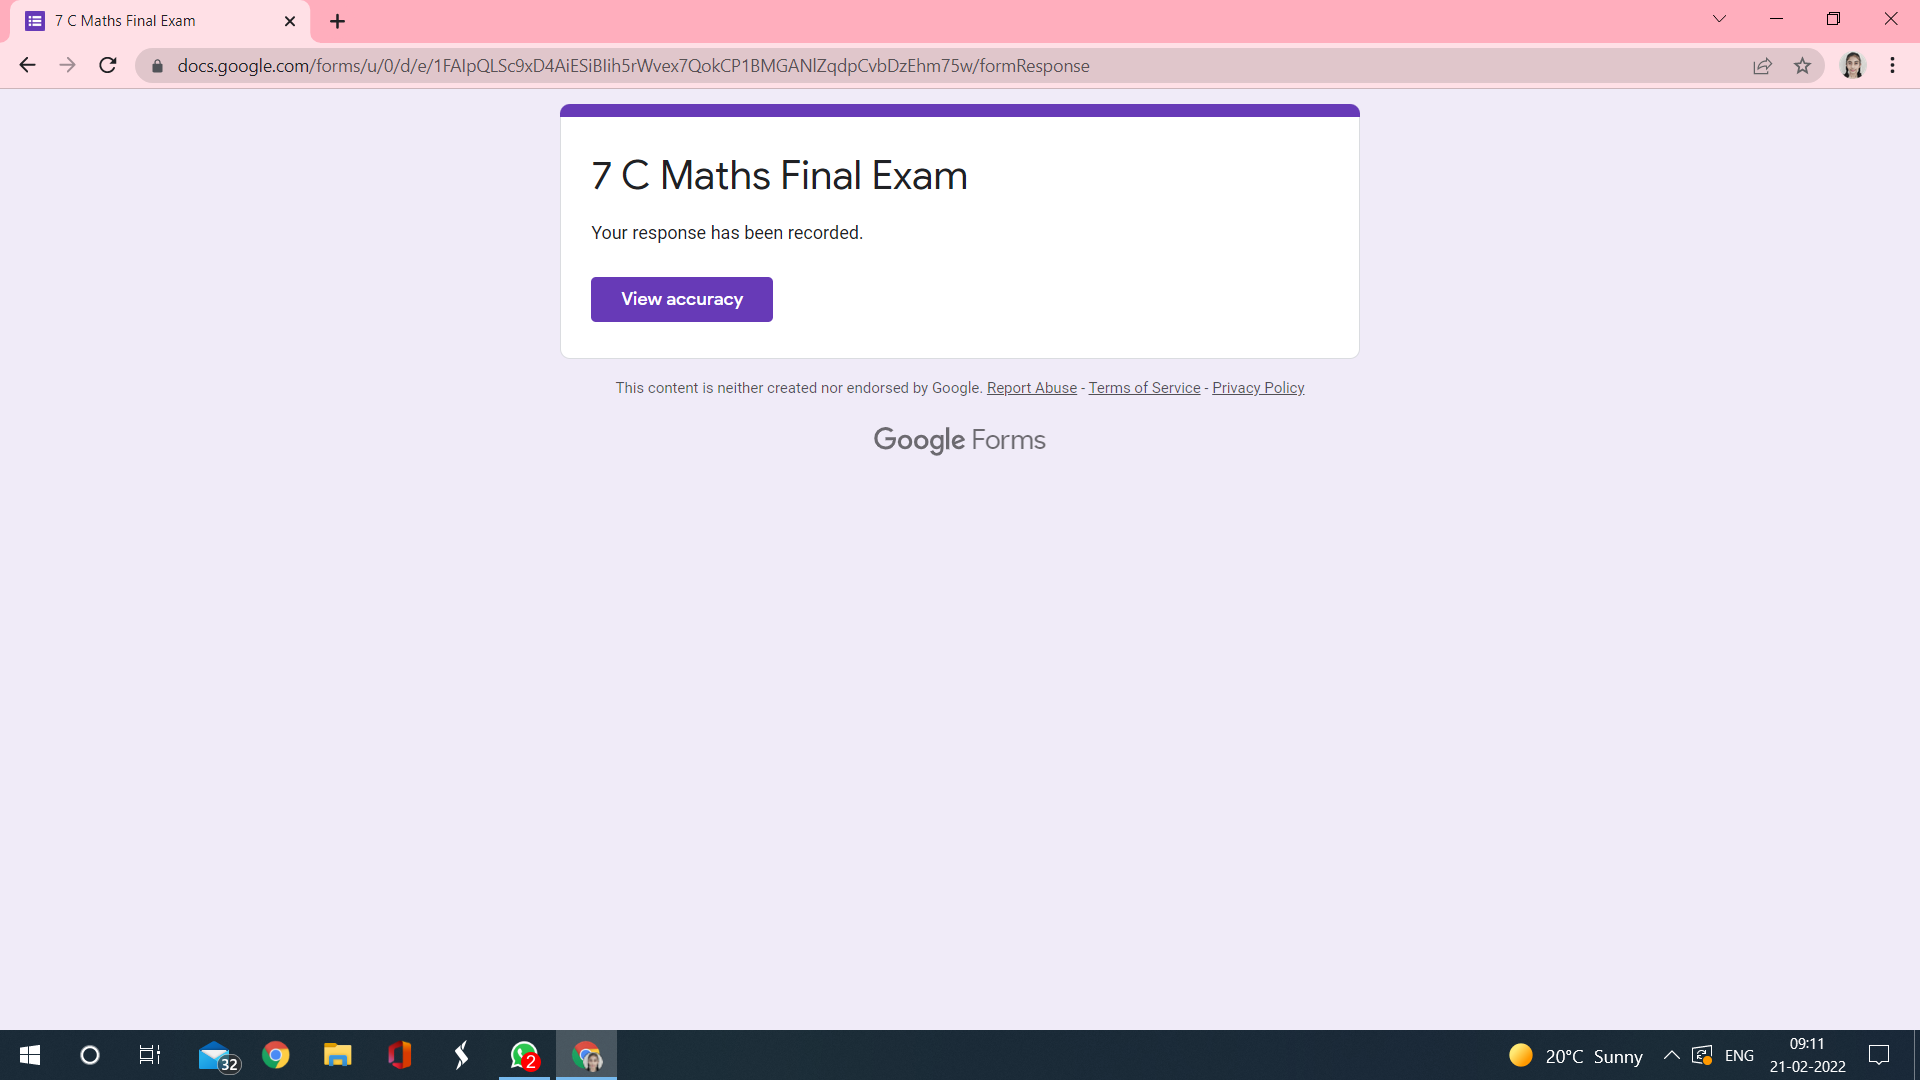 7 C Maths Final Exam
docs.google.com/forms/u/0/d/e/1FAIpQLSc9xD4AiESiBIih5rWvex7QokCP1BMGANlZqdpCvbDzEhm75w/formResponse
7 C Maths Final Exam
Your response has been recorded.
View accuracy
This content is neither created nor endorsed by Google. Report Abuse - Terms of Service - Privacy Policy
Google Forms
32
2
20°C Sunny
ENG
09:11
21-02-2022